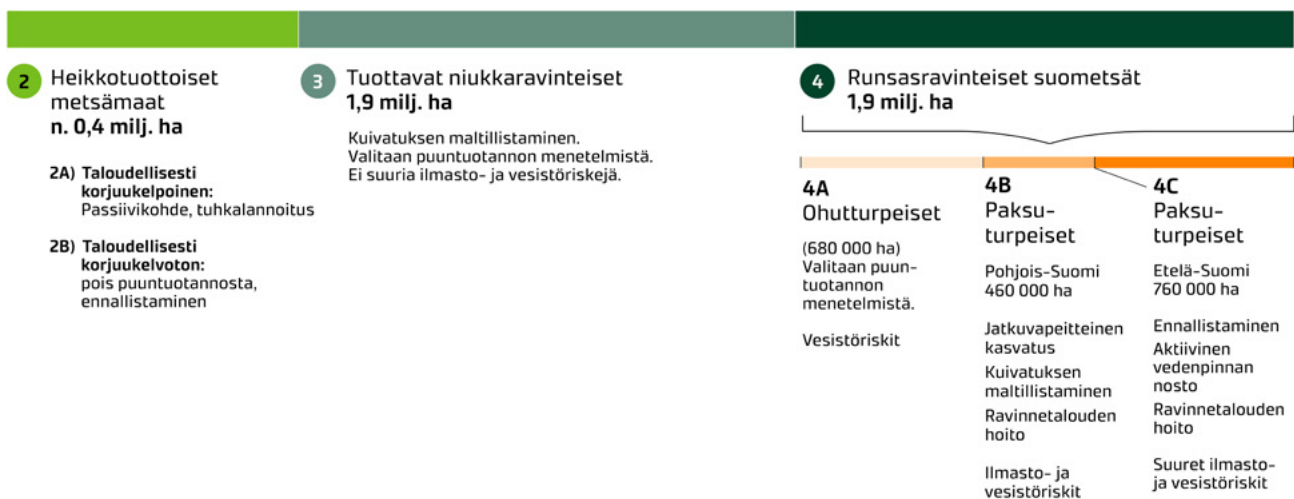 2 Heikkotuottoiset
metsämaat
n. 0,4 milj. ha
2A) Taloudellisesti
korjuukelpoinen:
Passiivikohde, tuhkalannoitus
2B) Taloudellisesti
korjuukelvoton:
pois puuntuotannosta,
ennallistaminen
3 Tuottavat niukkaravinteiset
1,9 milj. ha
Kuivatuksen maltillistaminen.
Valitaan puuntuotannon menetelmistä.
Ei suuria ilmasto- ja vesistöriskejä.
4 Runsasravinteiset suometsät
1,9 milj. ha
4A
Ohutturpeiset
(680 000 ha)
Valitaan puun-
tuotannon
menetelmistä.
Vesistöriskit
4B
Paksu-
turpeiset
Pohjois-Suomi
460 000 ha
Jatkuvapeitteinen
kasvatus
Kuivatuksen
maltillistaminen
Ravinnetalouden
hoito
Ilmasto- ja
vesistöriskit
4C
Paksu-
turpeiset
Etelä-Suomi
760 000 ha
Ennallistaminen
Aktiivinen
vedenpinnan
nosto
Ravinnetalouden
hoito
Suuret ilmasto-
ja vesistöriskit